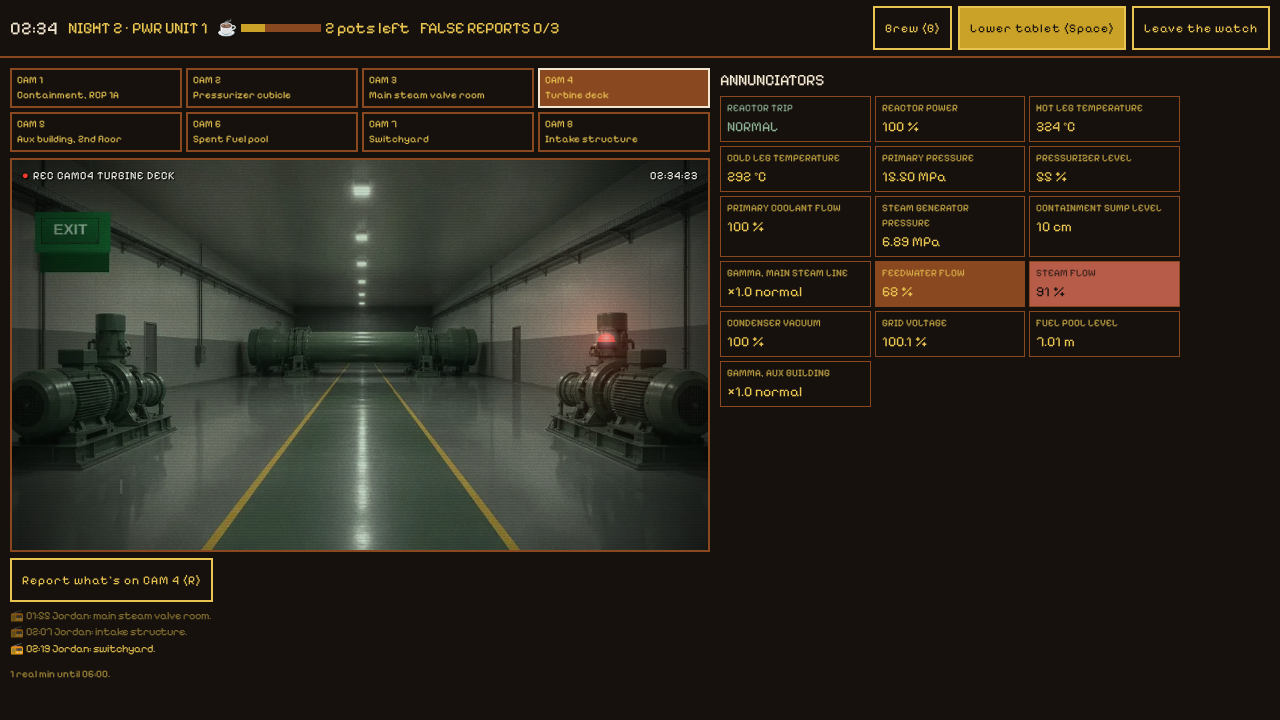 02:34 NIGHT 2 · PWR UNIT 1 2 pots left FALSE REPORTS 0/3 Brew (B) Lower tablet (Space) Leave the watch
CAM 1
Containment, RCP 1A
CAM 2
Pressurizer cubicle
CAM 3
Main steam valve room
CAM 4
Turbine deck
CAM 5
Aux building, 2nd floor
CAM 6
Spent Fuel pool
CAM 7
Switchyard
CAM 8
Intake structure
REC CAM04 TURBINE DECK 02:34:23
EXIT
Report what's on CAM 4 (R)
01:55 Jordan: main steam valve room.
02:07 Jordan: intake structure.
02:19 Jordan: switchyard.
1 real min until 06:00.
ANNUNCIATORS
REACTOR TRIP
NORMAL
REACTOR POWER
100 %
HOT LEG TEMPERATURE
324 °C
COLD LEG TEMPERATURE
292 °C
PRIMARY PRESSURE
15.50 MPa
PRESSURIZER LEVEL
55 %
PRIMARY COOLANT FLOW
100 %
STEAM GENERATOR
PRESSURE
6.89 MPa
CONTAINMENT SUMP LEVEL
10 cm
GAMMA, MAIN STEAM LINE
×1.0 normal
FEEDWATER FLOW
68 %
STEAM FLOW
91 %
CONDENSER VACUUM
100 %
GRID VOLTAGE
100.1 %
FUEL POOL LEVEL
7.01 m
GAMMA, AUX BUILDING
×1.0 normal